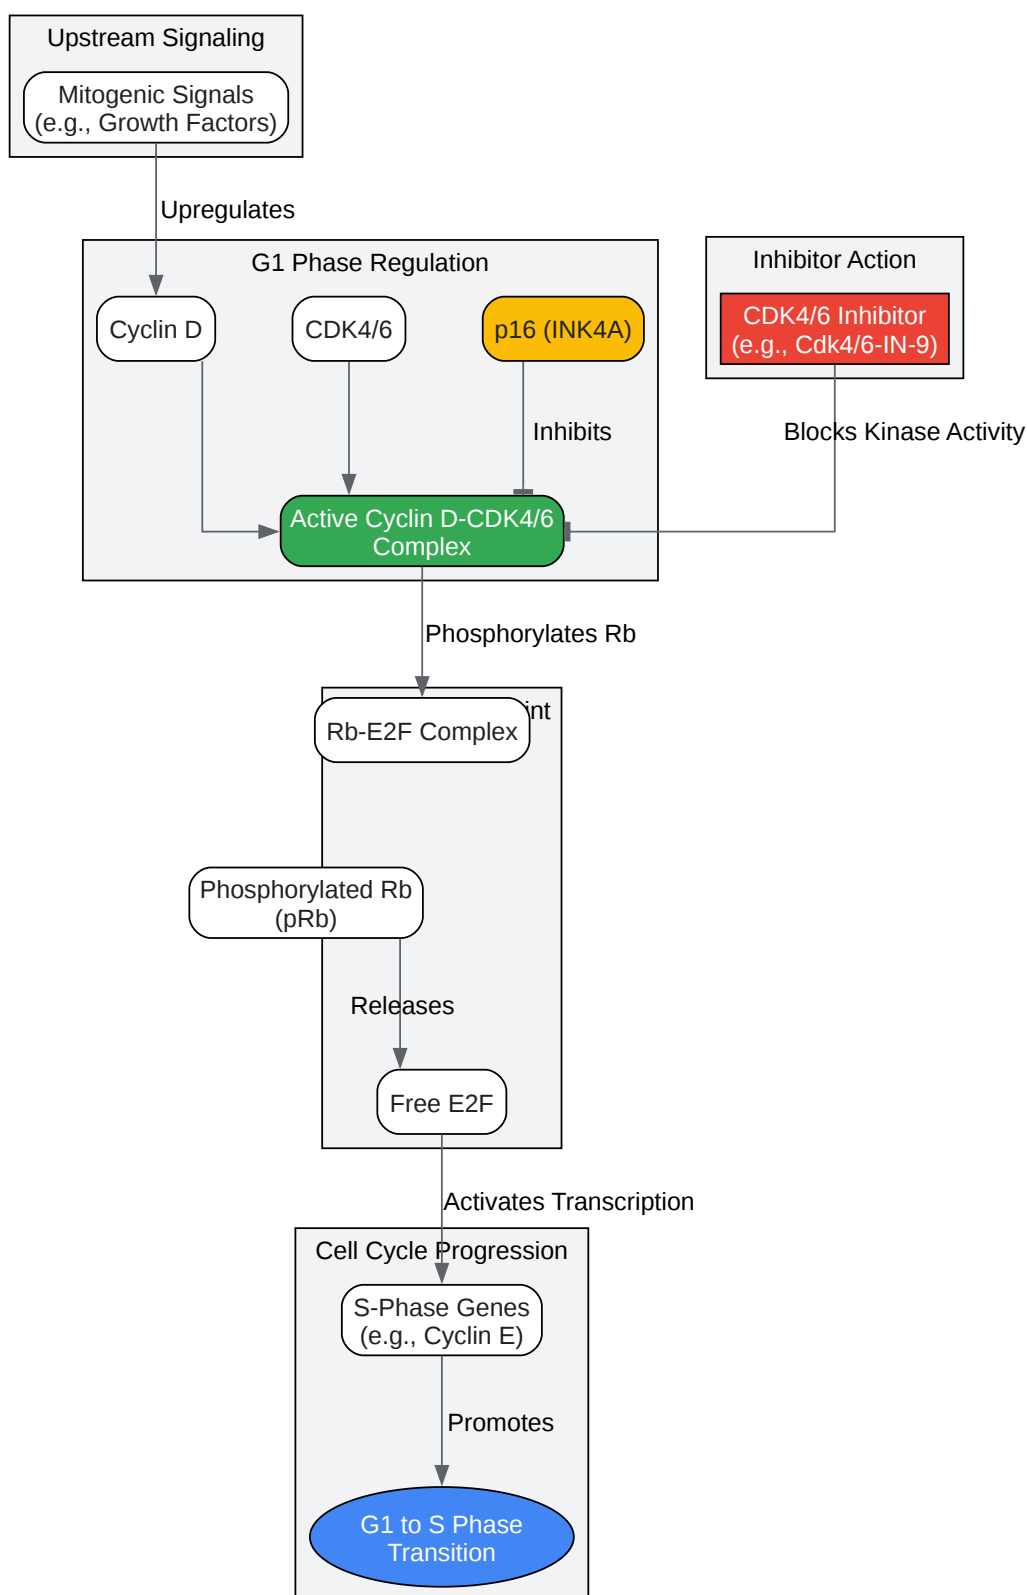 Upstream Signaling
Mitogenic Signals
(e.g., Growth Factors)
Upregulates
G1 Phase Regulation
Cyclin D
CDK4/6
p16 (INK4A)
Inhibitor Action
CDK4/6 Inhibitor
(e.g., Cdk4/6-IN-9)
Inhibits
Blocks Kinase Activity
Active Cyclin D-CDK4/6
Complex
Phosphorylates Rb
Rb-E2F Complex
Phosphorylated Rb
(pRb)
Releases
Free E2F
Activates Transcription
Cell Cycle Progression
S-Phase Genes
(e.g., Cyclin E)
Promotes
G1 to S Phase
Transition